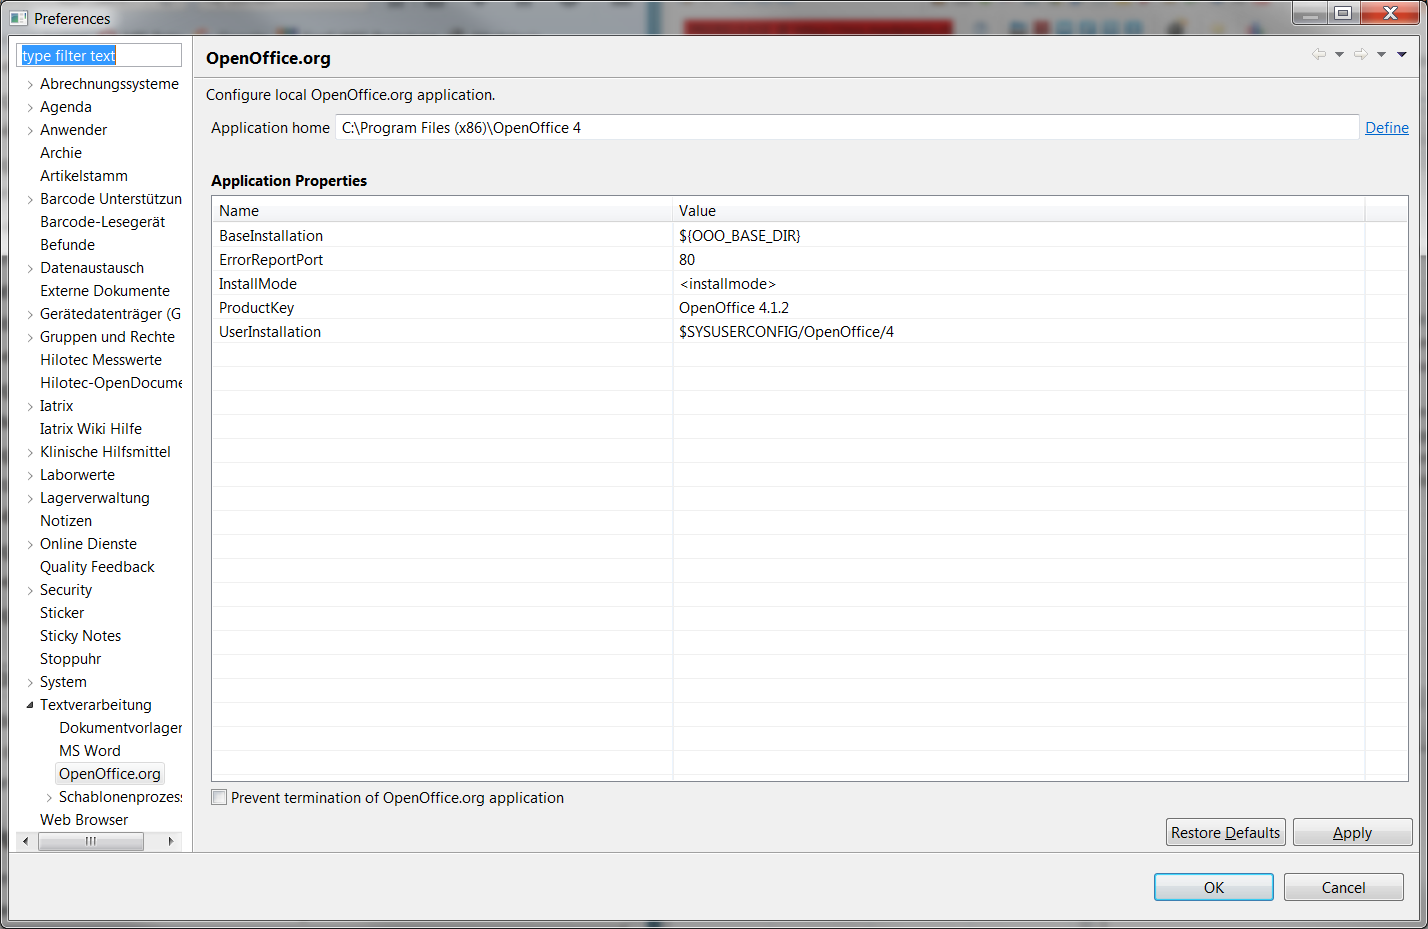 Preferences
type filter text
Abrechnungssysteme
Agenda
Anwender
Archie
Artikelstamm
Barcode Unterstützun
Barcode-Lesegerät
Befunde
Datenaustausch
Externe Dokumente
Gerätedatenträger (G
Gruppen und Rechte
Hilotec Messwerte
Hilotec-OpenDocume
Iatrix
Iatrix Wiki Hilfe
Klinische Hilfsmittel
Laborwerte
Lagerverwaltung
Notizen
Online Dienste
Quality Feedback
Security
Sticker
Sticky Notes
Stoppuhr
System
Textverarbeitung
Dokumentvorlagen
MS Word
OpenOffice.org
Schablonenprozess
Web Browser
OpenOffice.org
Configure local OpenOffice.org application.
Application home C:\Program Files (x86)\OpenOffice 4 Define
Application Properties
Name Value
BaseInstallation ${OOO_BASE_DIR}
ErrorReportPort 80
InstallMode <installmode>
ProductKey OpenOffice 4.1.2
UserInstallation $SYSUSERCONFIG/OpenOffice/4
Prevent termination of OpenOffice.org application
Restore Defaults Apply
OK Cancel